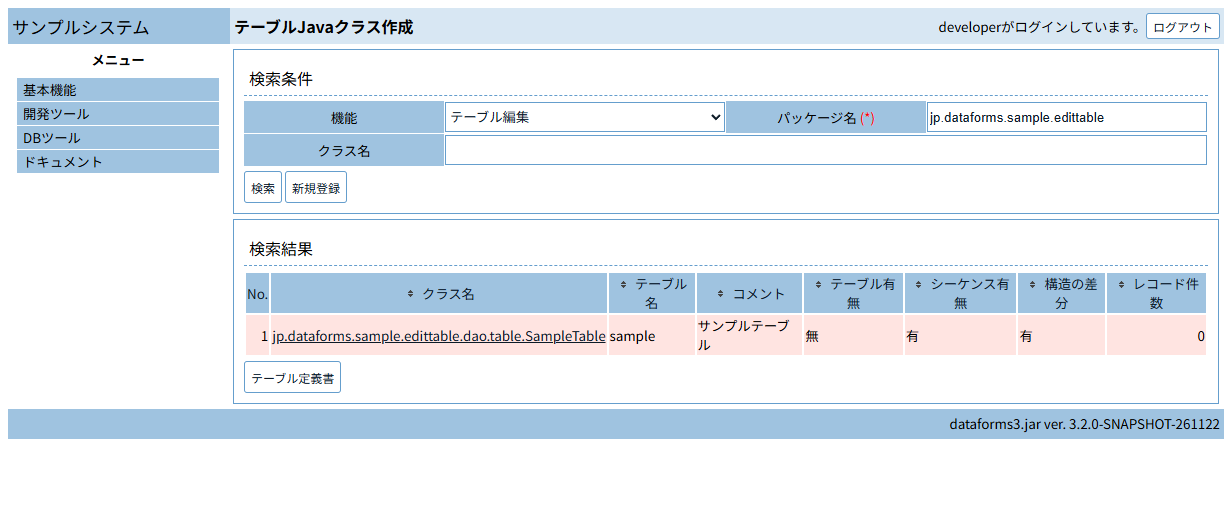 サンプルシステム
テーブルJavaクラス作成
developerがログインしています。 ログアウト
メニュー
基本機能
開発ツール
DBツール
ドキュメント
検索条件
機能 テーブル編集 パッケージ名 (*) jp.dataforms.sample.edittable
クラス名
検索 新規登録
検索結果
No. クラス名 テーブル名 コメント テーブル有無 シーケンス有無 構造の差分 レコード件数
1 jp.dataforms.sample.edittable.dao.table.SampleTable sample サンプルテーブル 無 有 有 0
テーブル定義書
dataforms3.jar ver. 3.2.0-SNAPSHOT-261122